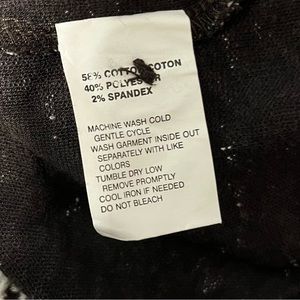 58% COTTON/COTON
40% POLYESTER
2% SPANDEX
MACHINE WASH COLD
GENTLE CYCLE
WASH GARMENT INSIDE OUT
SEPARATELY WITH LIKE
COLORS
TUMBLE DRY LOW
REMOVE PROMPTLY
COOL IRON IF NEEDED
DO NOT BLEACH